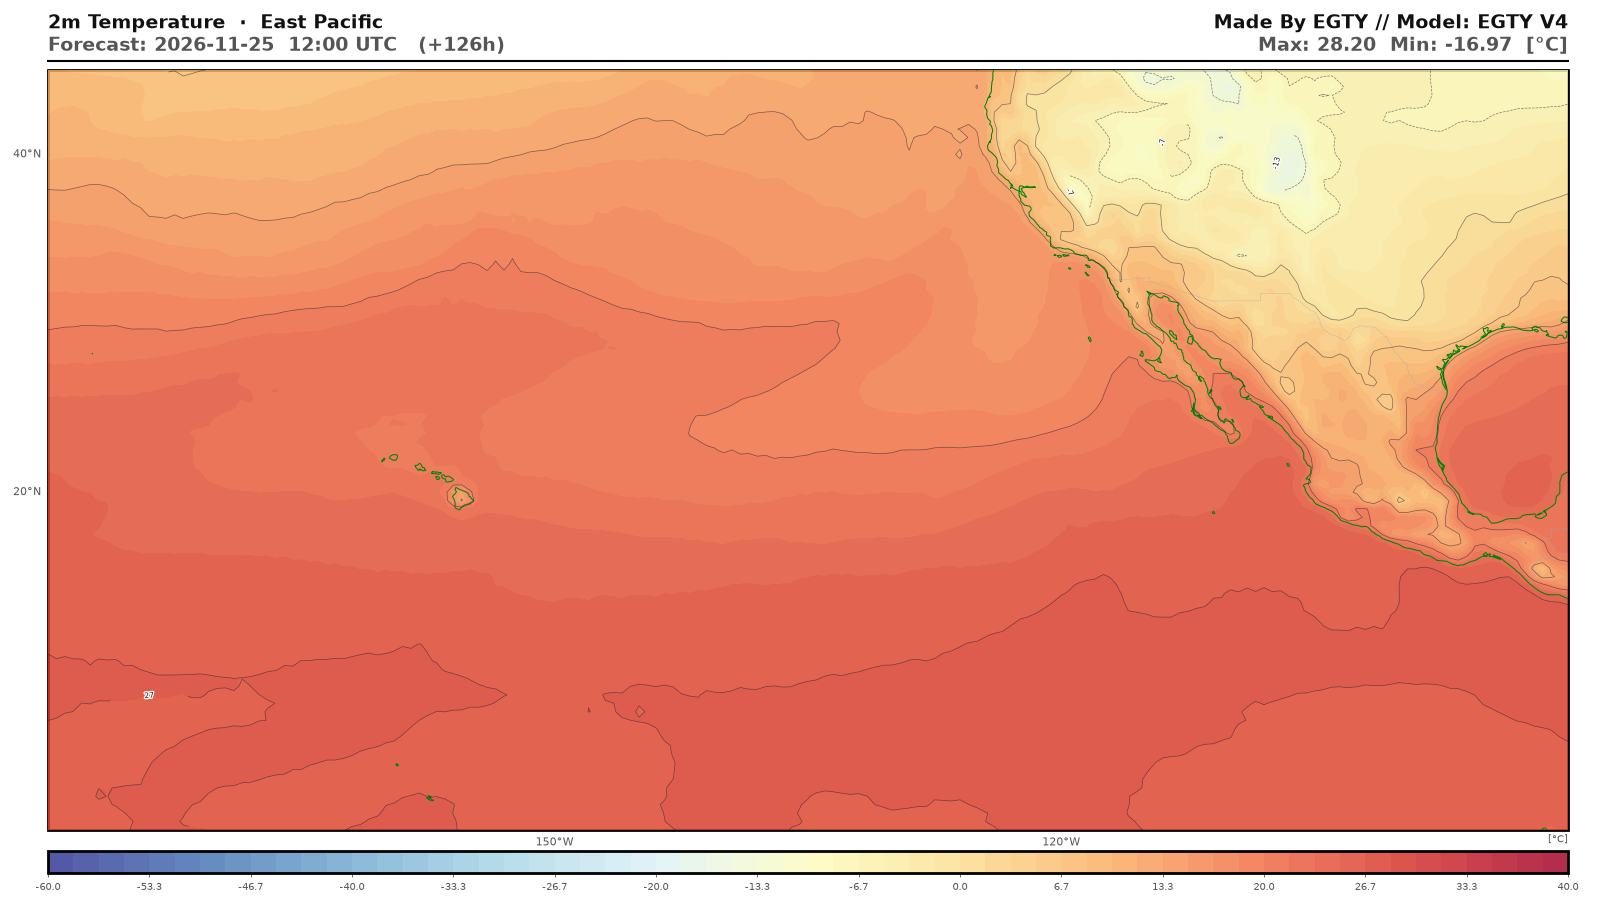 2m Temperature · East Pacific
Made By EGTY // Model: EGTY V4
Forecast: 2026-11-25 12:00 UTC (+126h)
Max: 28.20 Min: -16.97 [°C]
40°N
20°N
-7
-13
-7
27
150°W
120°W
[°C]
-60.0 -53.3 -46.7 -40.0 -33.3 -26.7 -20.0 -13.3 -6.7 0.0 6.7 13.3 20.0 26.7 33.3 40.0